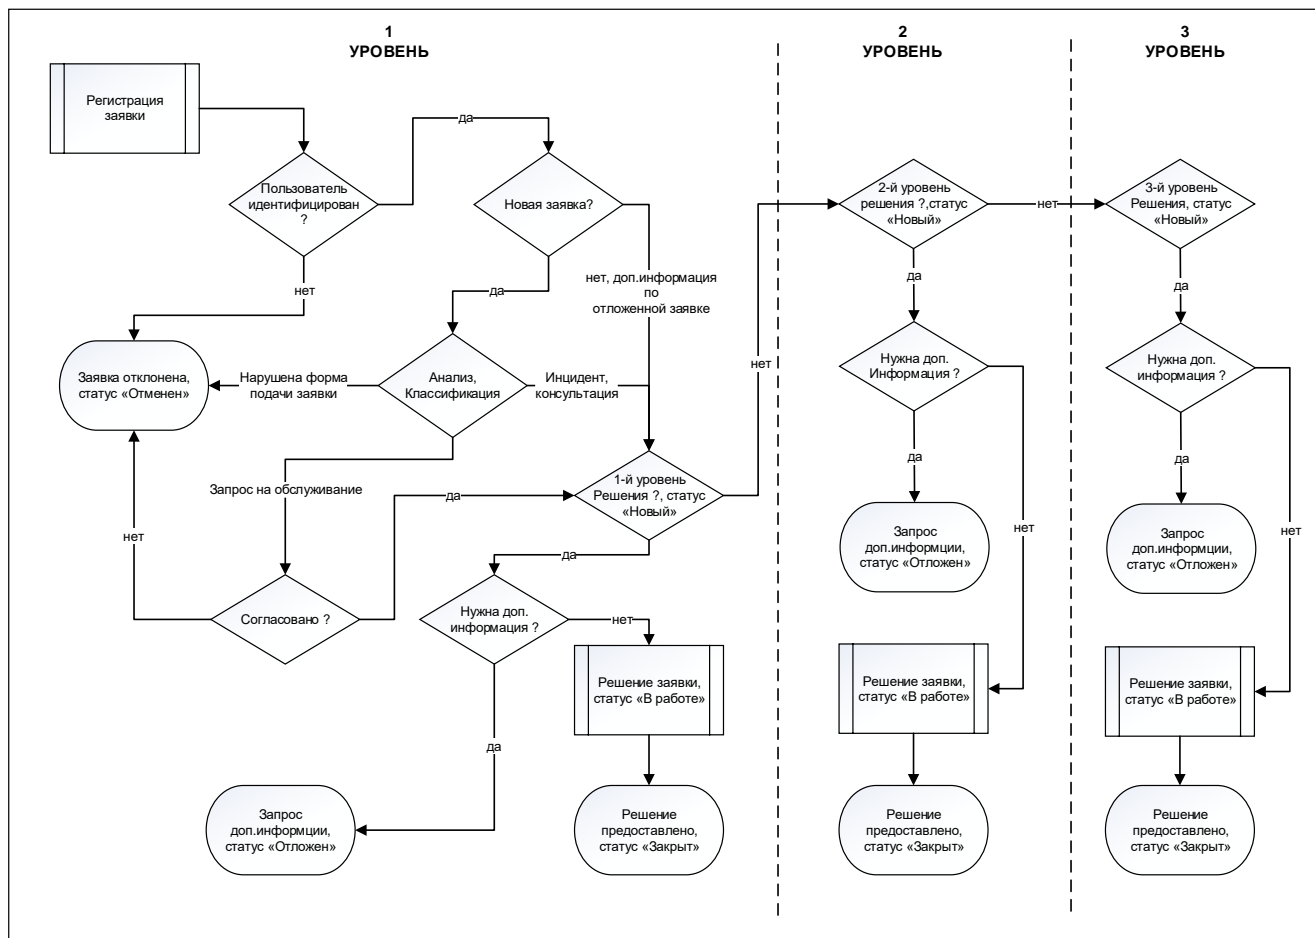 1
УРОВЕНЬ
2
УРОВЕНЬ
3
УРОВЕНЬ
Регистрация
заявки
да
Пользователь
идентифицирован
?
Новая заявка?
2-й уровень
решения ?,статус
«Новый»
нет
3-й уровень
Решения, статус
«Новый»
нет
да
нет, доп.информация
по
отложенной заявке
да
да
Заявка отклонена,
статус «Отменен»
Нарушена форма
подачи заявки
Анализ,
Классификация
Инцидент,
консультация
нет
Нужна доп.
Информация ?
Нужна доп.
информация ?
да
да
Запрос на обслуживание
да
1-й уровень
Решения ?, статус
«Новый»
нет
да
Запрос
доп.информции,
статус «Отложен»
нет
Запрос
доп.информции,
статус «Отложен»
нет
Согласовано ?
Нужна доп.
информация ?
нет
Решение заявки,
статус «В работе»
Решение заявки,
статус «В работе»
Решение заявки,
статус «В работе»
да
Запрос
доп.информции,
статус «Отложен»
Решение
предоставлено,
статус «Закрыт»
Решение
предоставлено,
статус «Закрыт»
Решение
предоставлено,
статус «Закрыт»